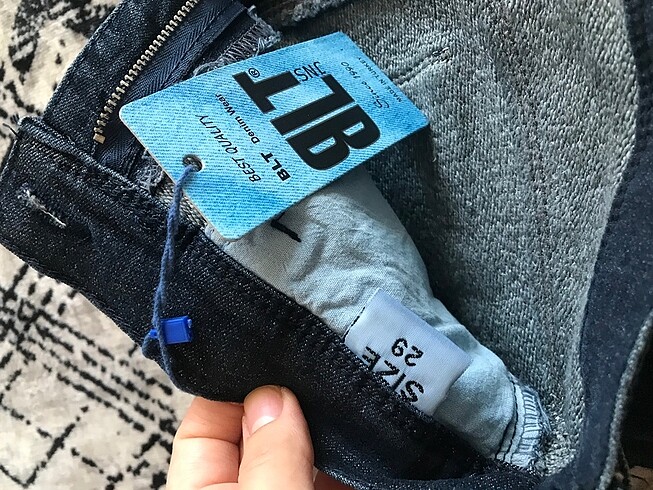 BLT®
JNS
Since 1990
BEST QUALITY
BLT Denim Wear
SIZE
29